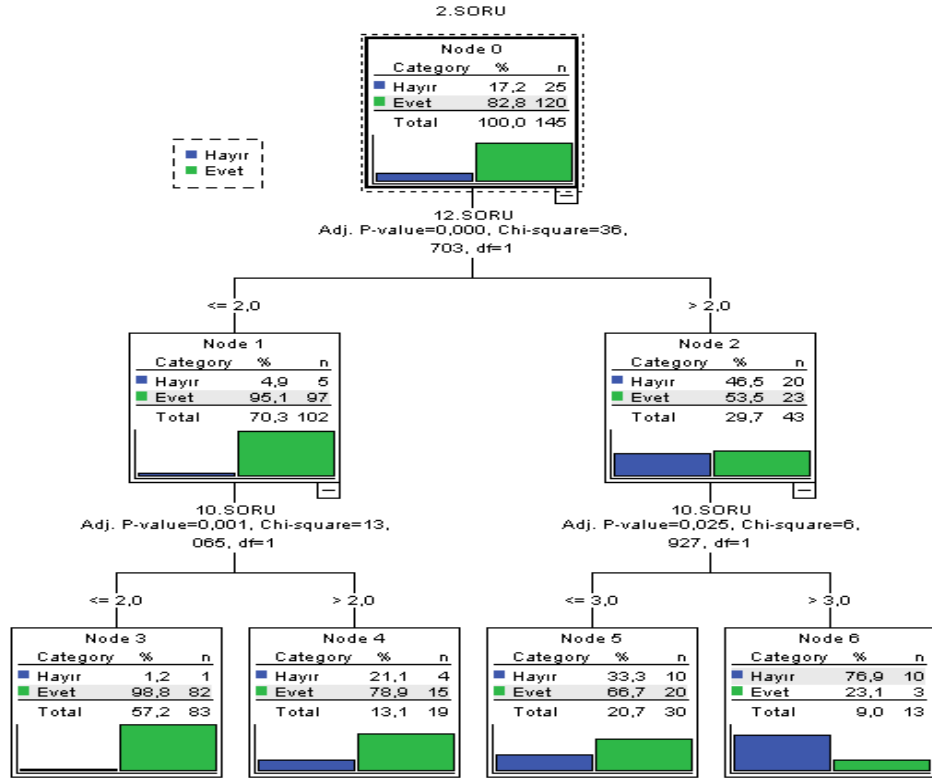 2.SORU
Node 0
Category % n
Hayır 17,2 25
Evet 82,8 120
Total 100,0 145
Hayır
Evet
12.SORU
Adj. P-value=0,000, Chi-square=36,
703, df=1
<= 2,0
> 2,0
Node 1
Category % n
Hayır 4,9 5
Evet 95,1 97
Total 70,3 102
Node 2
Category % n
Hayır 46,5 20
Evet 53,5 23
Total 29,7 43
10.SORU
Adj. P-value=0,001, Chi-square=13,
065, df=1
10.SORU
Adj. P-value=0,025, Chi-square=6,
927, df=1
<= 2,0
> 2,0
<= 3,0
> 3,0
Node 3
Category % n
Hayır 1,2 1
Evet 98,8 82
Total 57,2 83
Node 4
Category % n
Hayır 21,1 4
Evet 78,9 15
Total 13,1 19
Node 5
Category % n
Hayır 33,3 10
Evet 66,7 20
Total 20,7 30
Node 6
Category % n
Hayır 76,9 10
Evet 23,1 3
Total 9,0 13